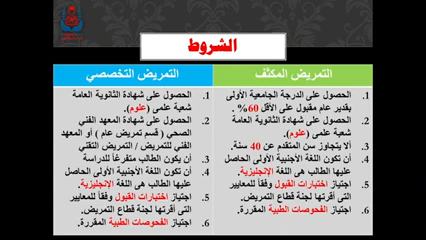 الشروط
التمريض المكثف
1. الحصول على الدرجة الجامعية الأولى
بتقدير عام مقبول على الأقل 60% .
2. الحصول على شهادة الثانوية العامة
شعبة علمى (علوم).
3. ألا يتجاوز سن المتقدم عن 40 سنة.
4. أن تكون اللغة الأجنبية الأولى الحاصل
عليها الطالب هى اللغة الإنجليزية.
5. اجتياز اختبارات القبول وفقاً للمعايير
التى أقرتها لجنة قطاع التمريض.
6. اجتياز الفحوصات الطبية المقررة.
التمريض التخصصي
1. الحصول على شهادة الثانوية العامة
شعبة علمى (علوم).
2. الحصول على شهادة المعهد الفني
الصحي ( قسم تمريض عام ) أو المعهد
الفني للتمريض / التمريض التقني
3. أن يكون الطالب متفرغاً للدراسة
4. أن تكون اللغة الأجنبية الأولى الحاصل
عليها الطالب هى اللغة الإنجليزية.
5. اجتياز اختبارات القبول وفقاً للمعايير
التى أقرتها لجنة قطاع التمريض.
6. اجتياز الفحوصات الطبية المقررة.